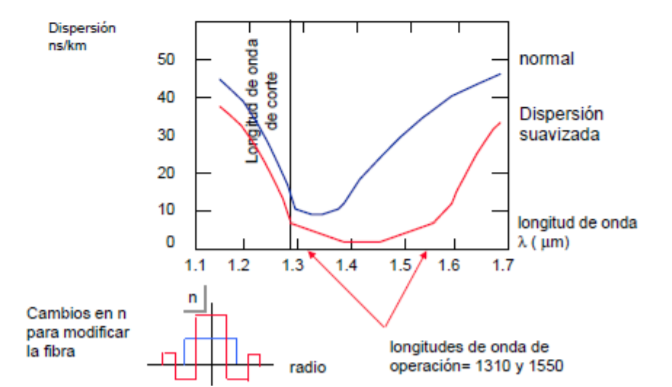 Dispersión
ns/km
50
40
30
20
10
0
Longitud de onda
de corte
normal
Dispersión
suavizada
longitud de onda
λ ( μm)
1.1 1.2 1.3 1.4 1.5 1.6 1.7
Cambios en n
para modificar
la fibra
n
radio
longitudes de onda de
operación= 1310 y 1550